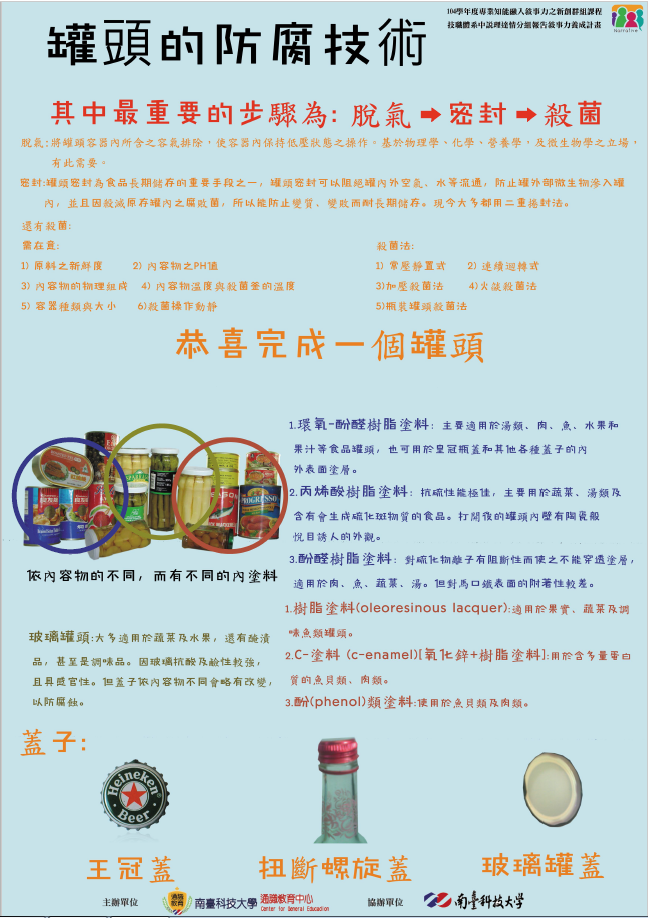 104學年度專業知能融入敘事力之新創群組課程
技職體系中說理達情分組報告敘事力養成計畫
Narrative
罐頭的防腐技術
其中最重要的步驟為: 脫氣➡密封➡殺菌
脫氣:將罐頭容器內所含之容氣排除，使容器內保持低壓狀態之操作。基於物理學、化學、營養學，及微生物學之立場，
有此需要。
密封:罐頭密封為食品長期儲存的重要手段之一，罐頭密封可以阻絕罐內外空氣、水等流通，防止罐外部微生物滲入罐
內，並且因殺滅原存罐內之腐敗菌，所以能防止變質、變敗而耐長期儲存。現今大多都用二重捲封法。
還有殺菌:
需在良: 殺菌法:
1) 原料之新鮮度 2) 內容物之PH值 1) 常壓靜置式 2) 連續迴轉式
3) 內容物的物理組成 4) 內容物溫度與殺菌釜的溫度 3)加壓殺菌法 4)火燄殺菌法
5) 容器種類與大小 6)殺菌操作動靜 5)瓶裝罐頭殺菌法
恭喜完成一個罐頭
1.環氧-酚醛樹脂塗料: 主要適用於湯類、肉、魚、水果和
果汁等食品罐頭，也可用於皇冠瓶蓋和其他各種蓋子的內
外表面塗層。
2.丙烯酸樹脂塗料: 抗硫性能極佳，主要用於蔬菜、湯類及
含有會生成硫化斑物質的食品。打開後的罐頭內壁有陶瓷般
悅目誘人的外觀。
3.酚醛樹脂塗料: 對硫化物離子有阻斷性而使之不能穿透塗層，
適用於肉、魚、蔬菜、湯。但對馬口鐵表面的附著性較差。
PROGRESSO
依內容物的不同，而有不同的內塗料
1.樹脂塗料(oleoresinous lacquer):適用於果實、蔬菜及調
味魚類罐頭。
2.C-塗料 (c-enamel)[氧化鋅+樹脂塗料]:用於含多量蛋白
質的魚貝類、肉類。
3.酚(phenol)類塗料:使用於魚貝類及肉類。
玻璃罐頭:大多適用於蔬菜及水果，還有醃漬
品，甚至是調味品。因玻璃抗酸及鹼性較強，
且具感官性。但蓋子依內容物不同會略有改變，
以防腐蝕。
蓋子:
Heineken
Beer
王冠蓋 扭斷螺旋蓋 玻璃罐蓋
主辦單位 通識教育 南臺科技大學 通識教育中心 協辦單位 南臺科技大學
Center for General Education